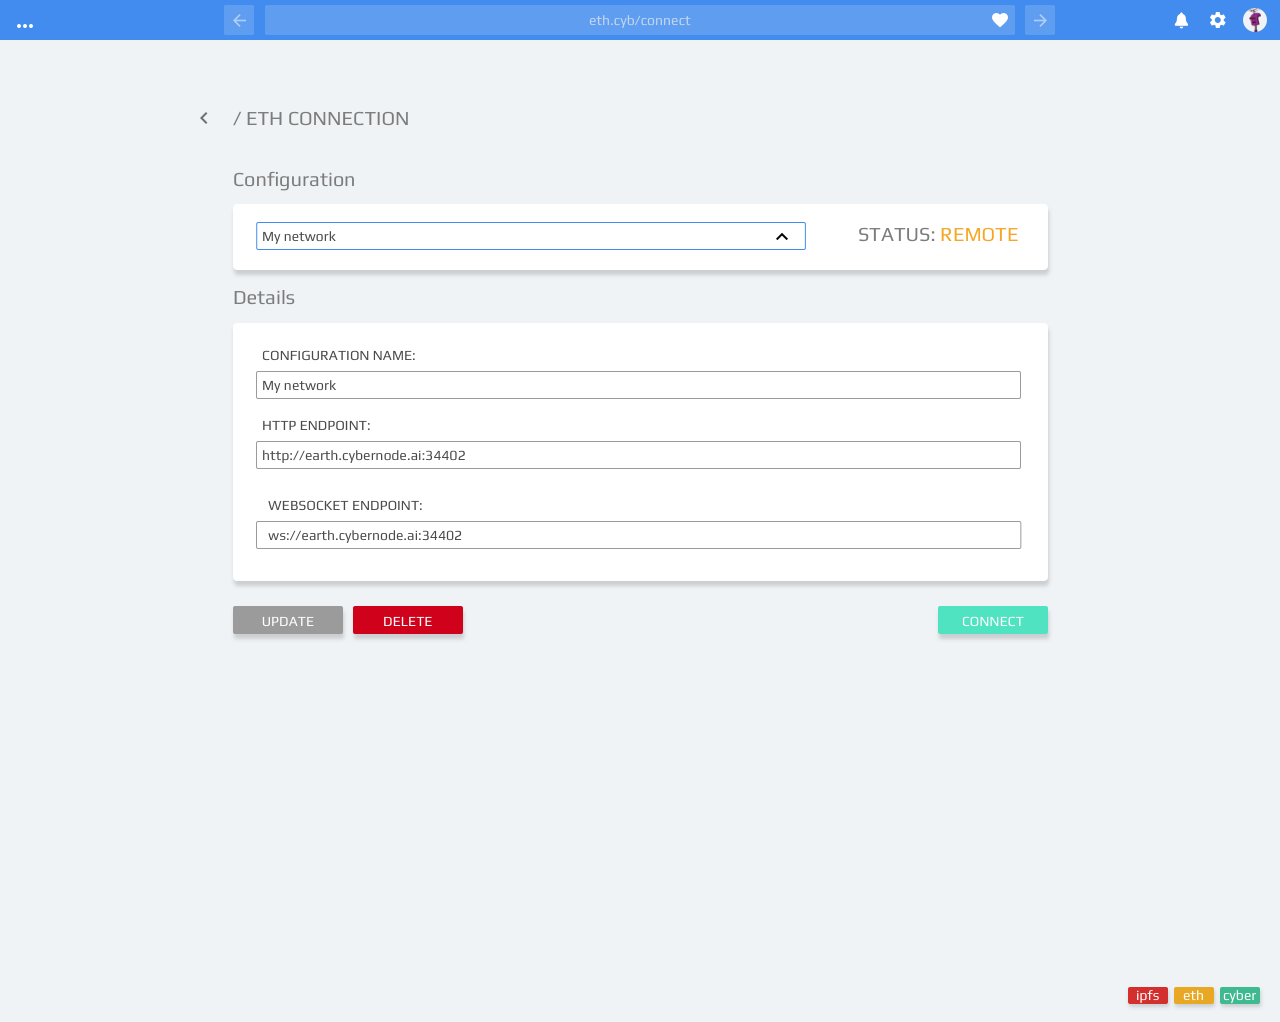 eth.cyb/connect
/ ETH CONNECTION
Configuration
My network
STATUS: REMOTE
Details
CONFIGURATION NAME:
My network
HTTP ENDPOINT:
http://earth.cybernode.ai:34402
WEBSOCKET ENDPOINT:
ws://earth.cybernode.ai:34402
UPDATE DELETE CONNECT
ipfs eth cyber